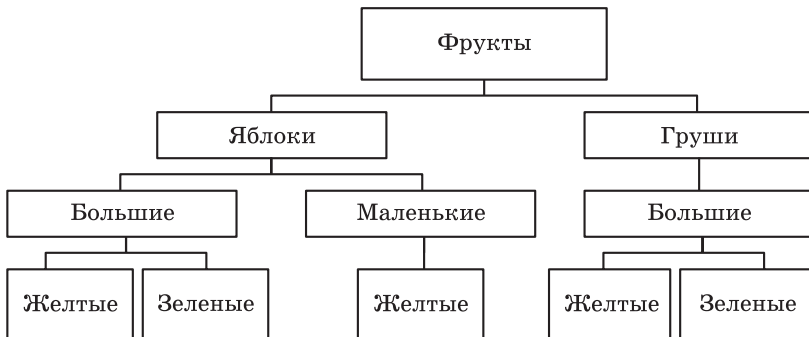 Фрукты
Яблоки
Груши
Большие
Маленькие
Большие
Желтые
Зеленые
Желтые
Желтые
Зеленые